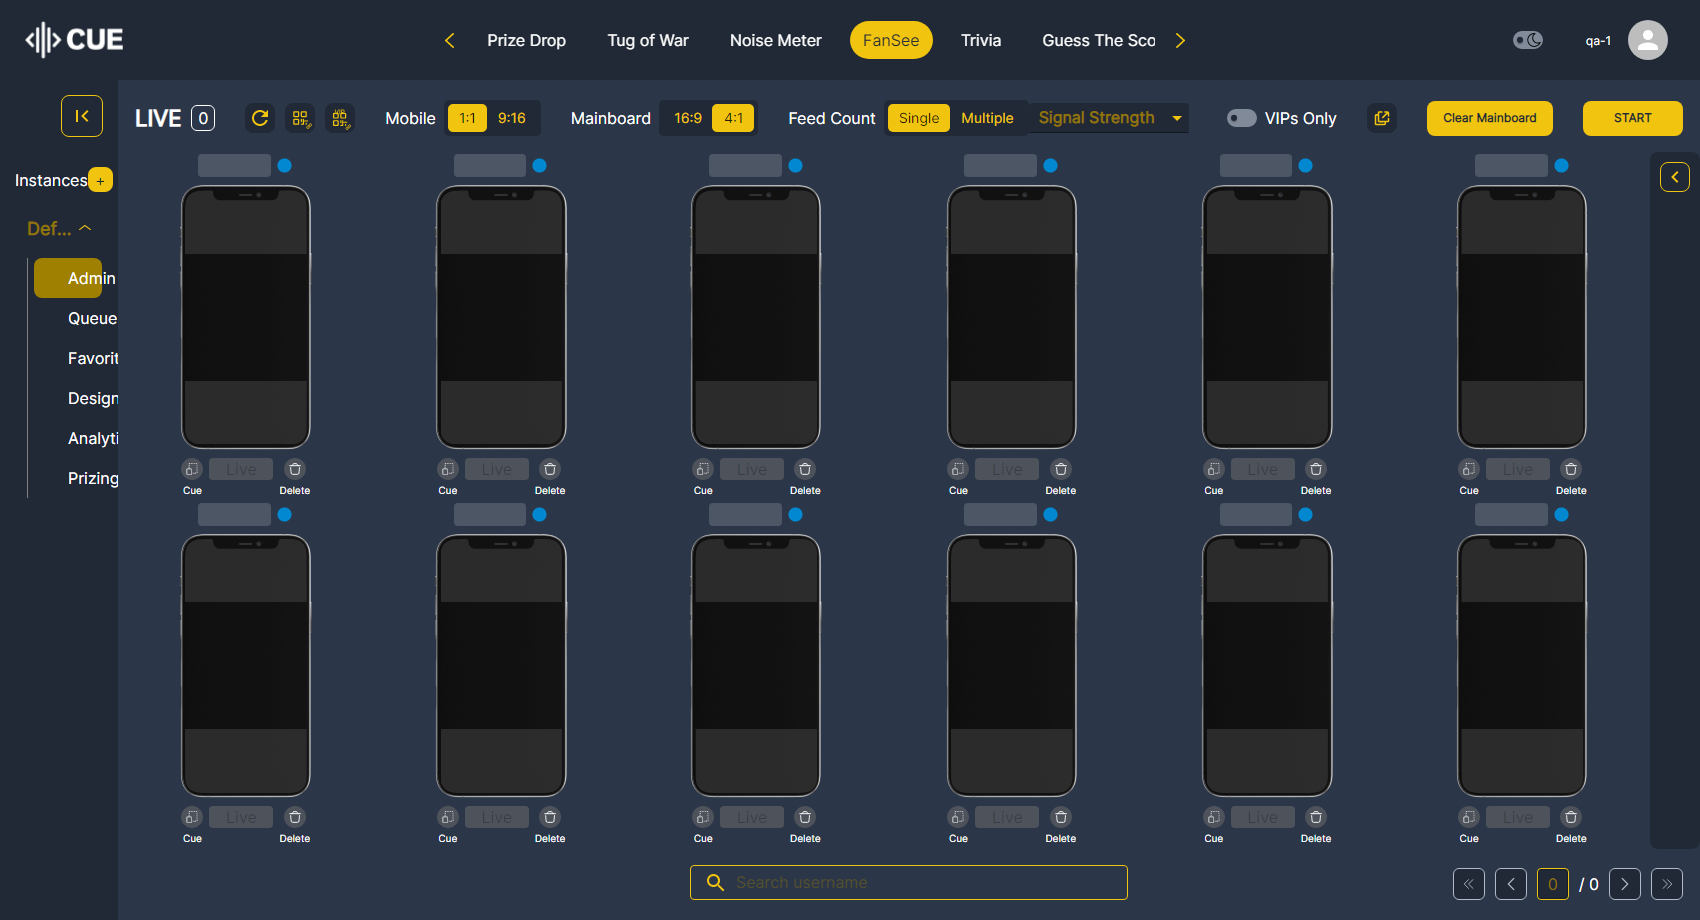 CUE
Prize Drop Tug of War Noise Meter FanSee Trivia Guess The Sco
qa-1
LIVE 0 Mobile 1:1 9:16 Mainboard 16:9 4:1 Feed Count Single Multiple Signal Strength VIPs Only Clear Mainboard START
Instances +
Def...
Admin
Queue
Favorit
Design
Analyti
Prizing
Live Live Live Live Live Live
Cue Delete Cue Delete Cue Delete Cue Delete Cue Delete Cue Delete
Live Live Live Live Live Live
Cue Delete Cue Delete Cue Delete Cue Delete Cue Delete Cue Delete
Search username
0 / 0